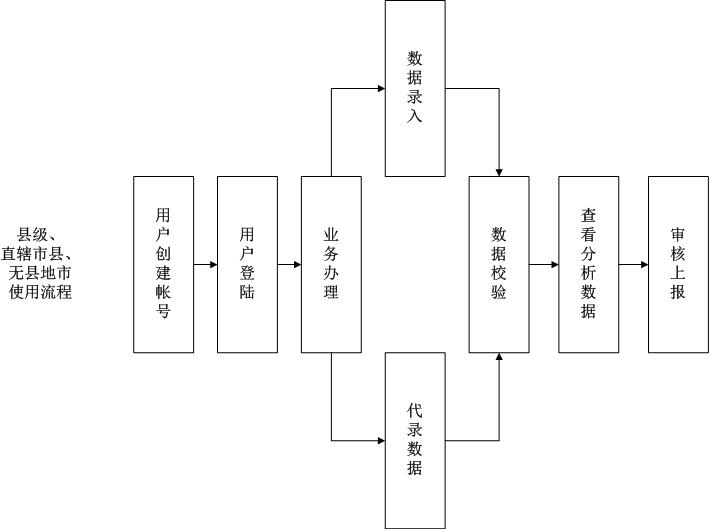 县级、
直辖市县、
无县地市
使用流程
用户创建帐号
用户登陆
业务办理
数据录入
代录数据
数据校验
查看分析数据
审核上报